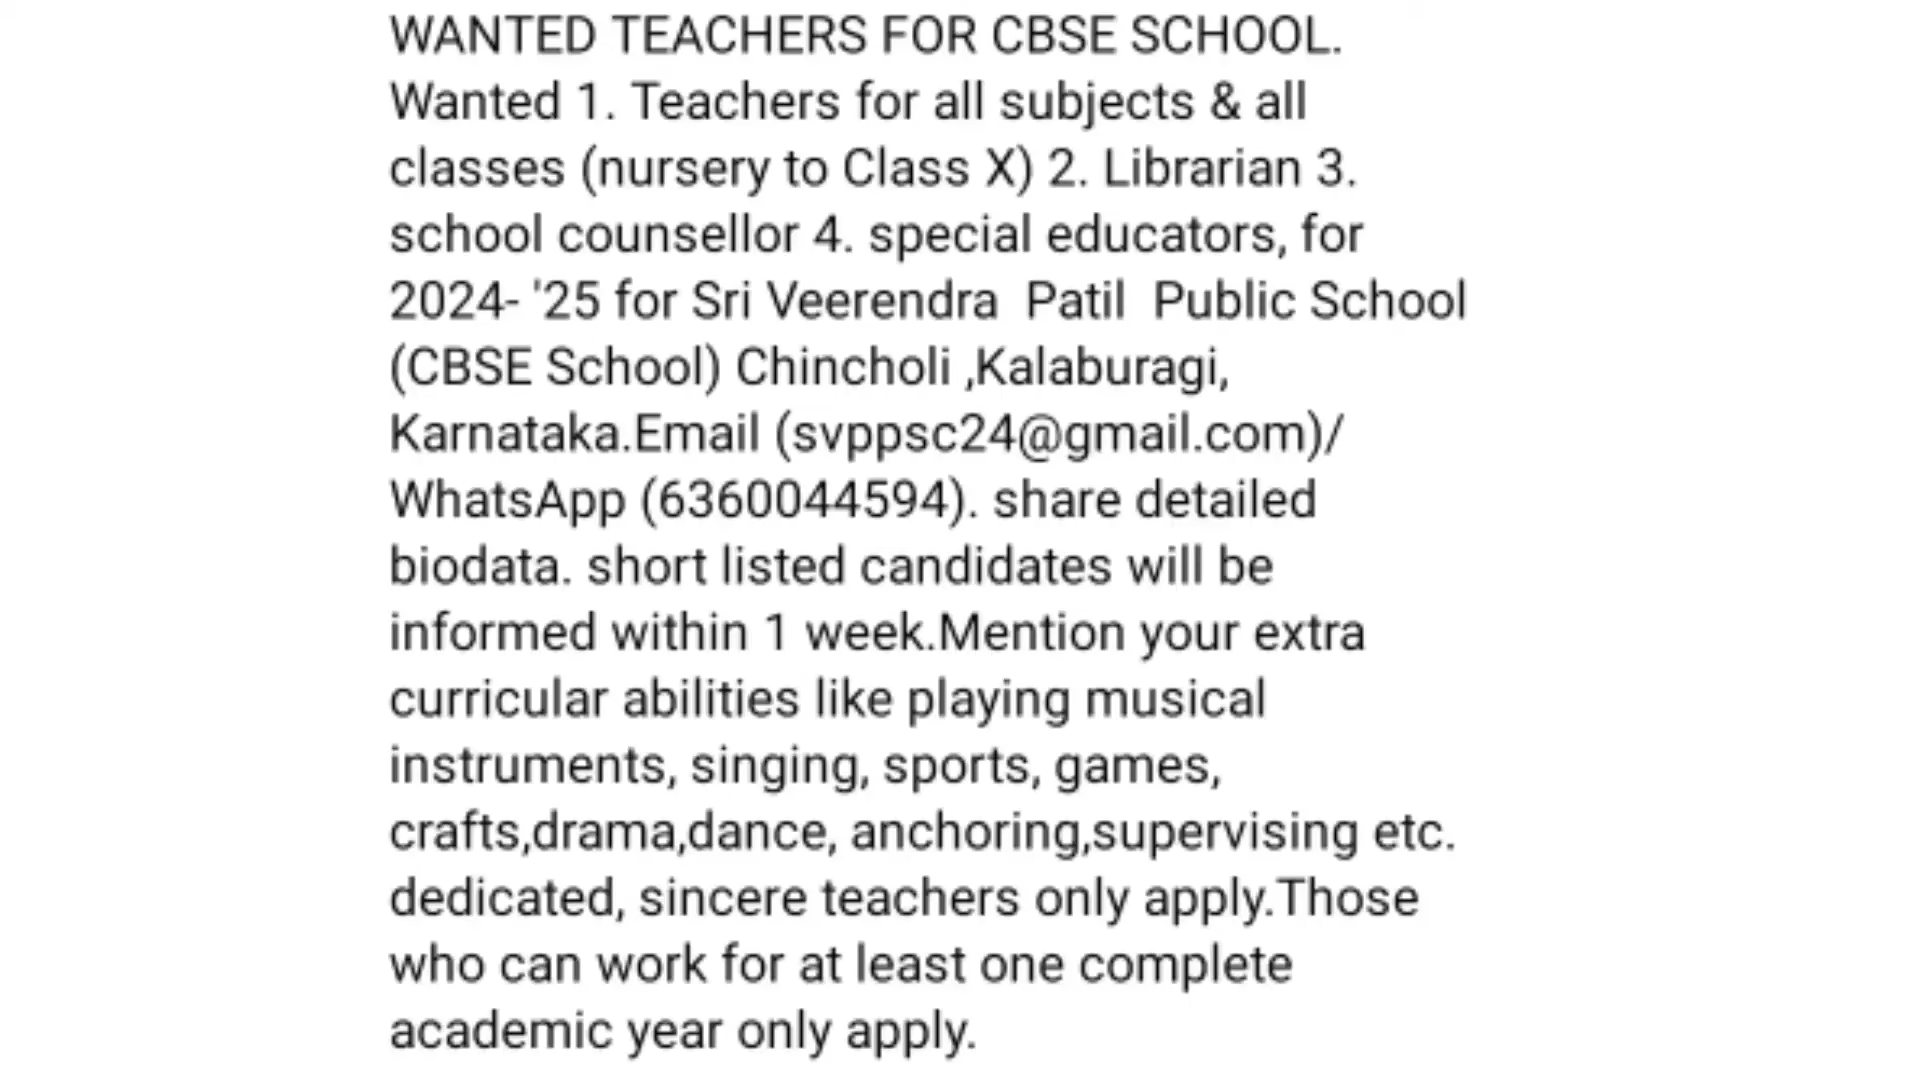 WANTED TEACHERS FOR CBSE SCHOOL.
Wanted 1. Teachers for all subjects & all
classes (nursery to Class X) 2. Librarian 3.
school counsellor 4. special educators, for
2024- '25 for Sri Veerendra  Patil  Public School
(CBSE School) Chincholi ,Kalaburagi,
Karnataka.Email (svppsc24@gmail.com)/
WhatsApp (6360044594). share detailed
biodata. short listed candidates will be
informed within 1 week.Mention your extra
curricular abilities like playing musical
instruments, singing, sports, games,
crafts,drama,dance, anchoring,supervising etc.
dedicated, sincere teachers only apply.Those
who can work for at least one complete
academic year only apply.